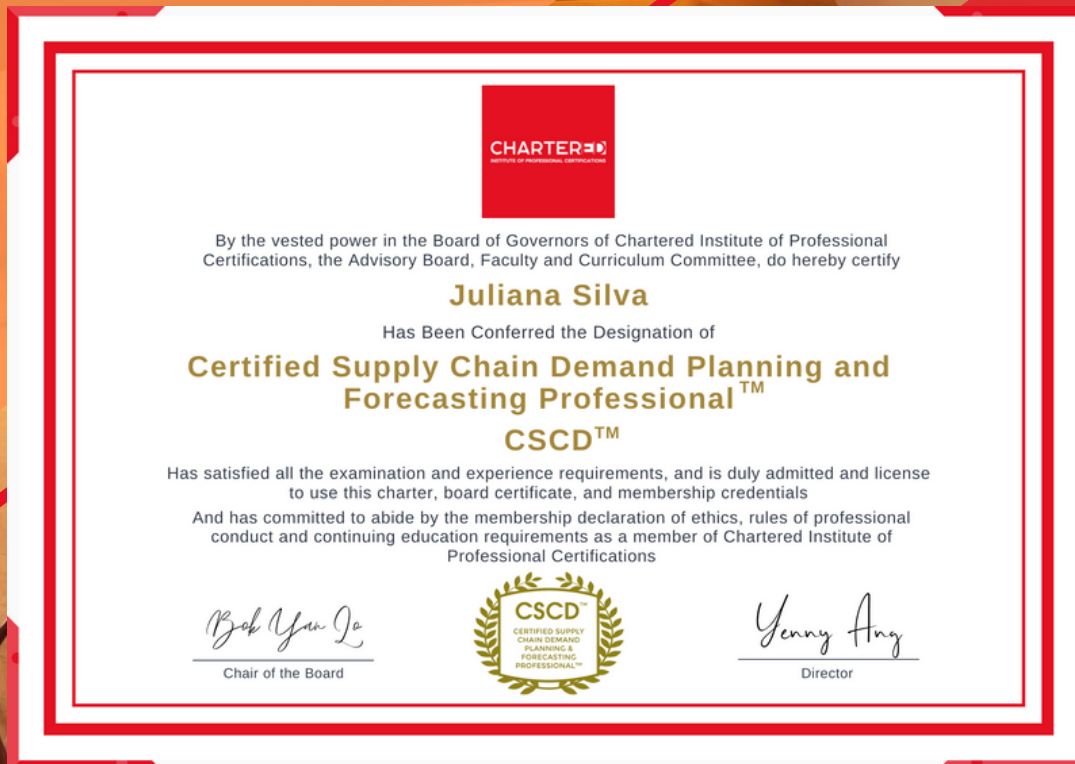 CHARTERED
INSTITUTE OF PROFESSIONAL CERTIFICATIONS
By the vested power in the Board of Governors of Chartered Institute of Professional
Certifications, the Advisory Board, Faculty and Curriculum Committee, do hereby certify
Juliana Silva
Has Been Conferred the Designation of
Certified Supply Chain Demand Planning and
Forecasting Professional™
CSCD™
Has satisfied all the examination and experience requirements, and is duly admitted and license
to use this charter, board certificate, and membership credentials
And has committed to abide by the membership declaration of ethics, rules of professional
conduct and continuing education requirements as a member of Chartered Institute of
Professional Certifications
Bok Yan Lo
Chair of the Board
CSCD™
CERTIFIED SUPPLY
CHAIN DEMAND
PLANNING &
FORECASTING
PROFESSIONAL™
Yenny Ang
Director